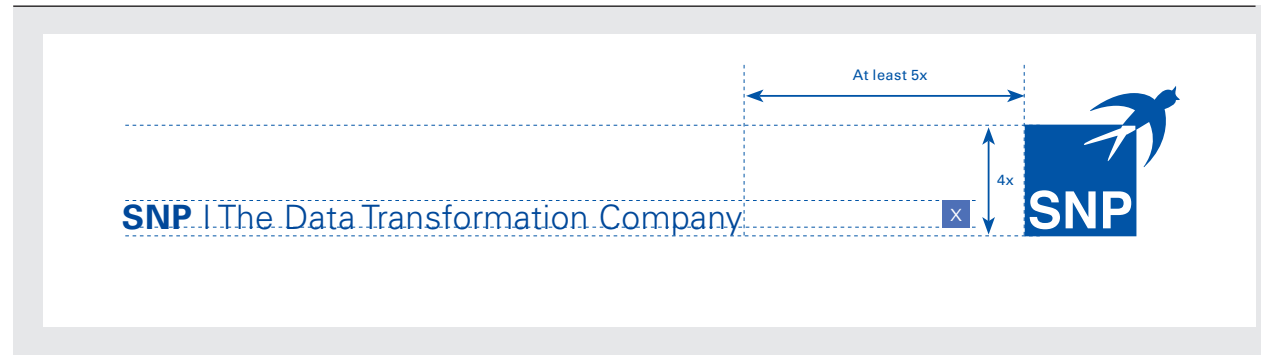 At least 5x
4x
SNP | The Data Transformation Company
X
SNP